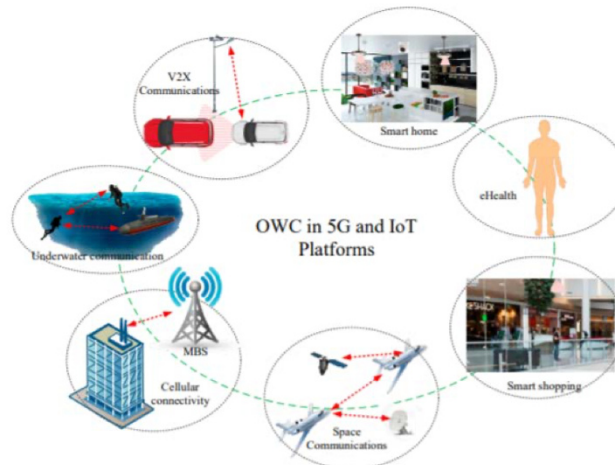 V2X
Communications
Smart home
eHealth
OWC in 5G and IoT
Platforms
Underwater communication
MBS
Cellular
connectivity
Smart shopping
Space
Communications